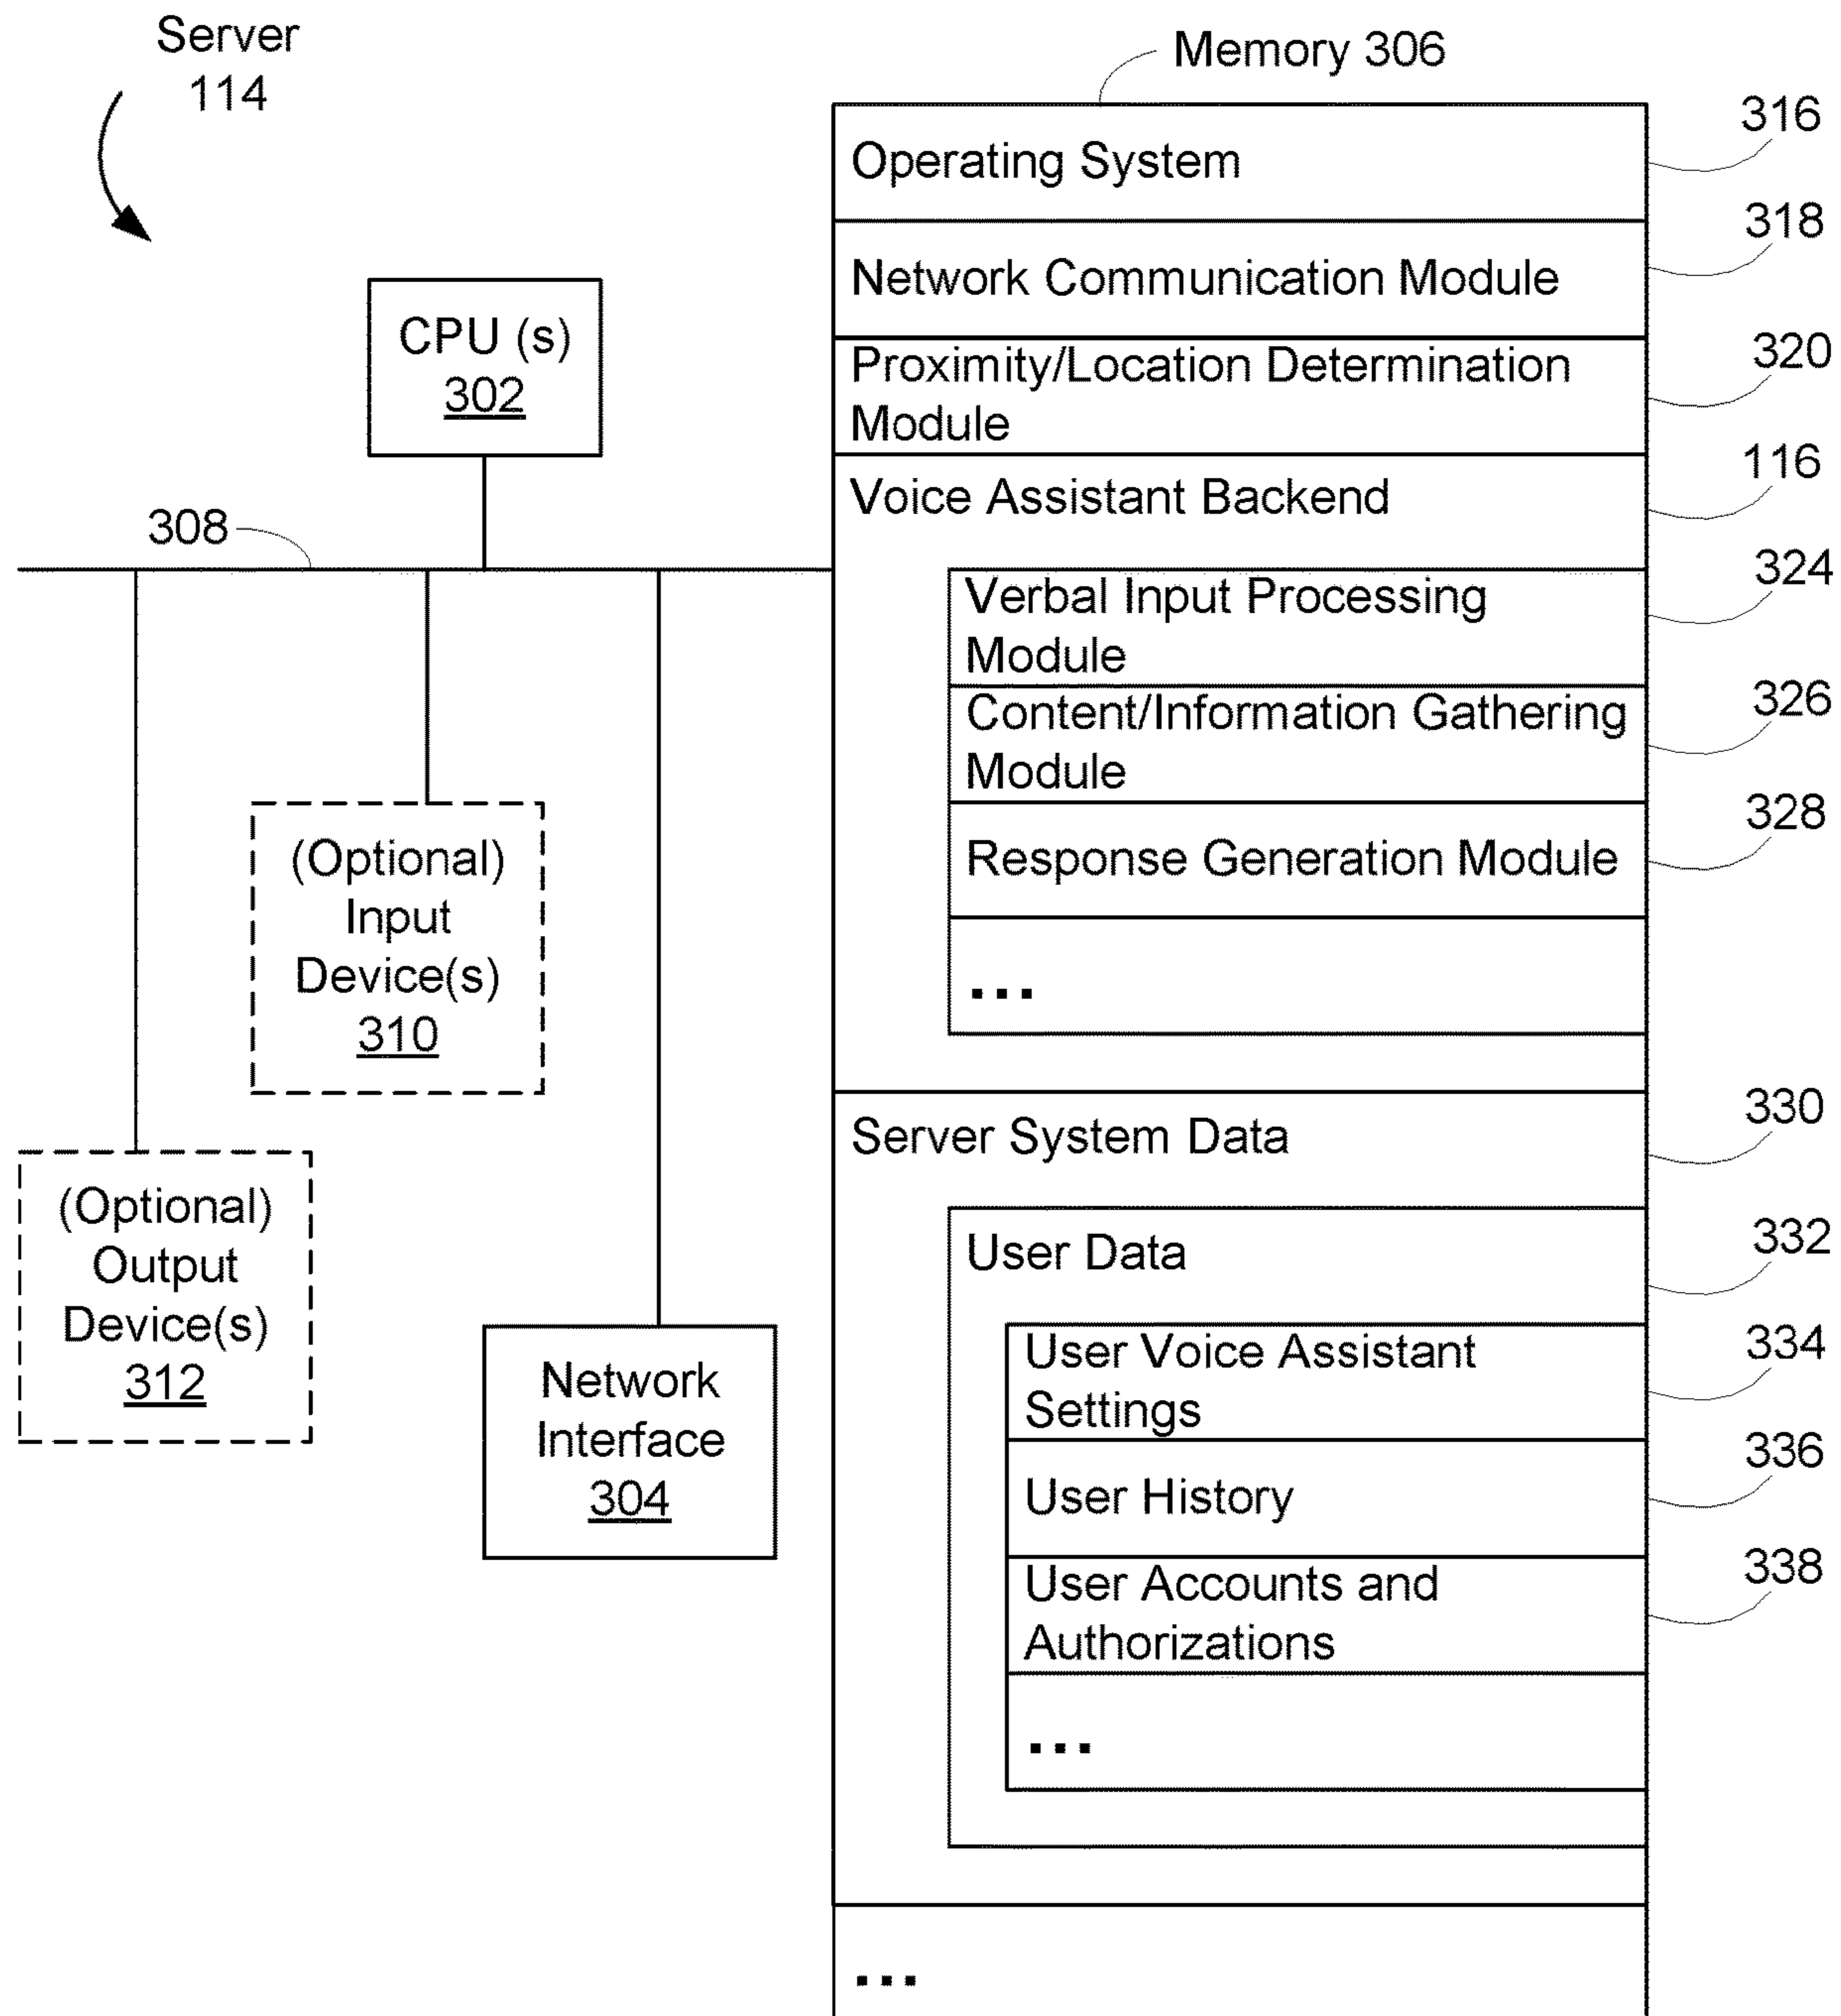 Server
114
Memory 306
316
Operating System
318
Network Communication Module
CPU (s)
302
320
Proximity/Location Determination
Module
116
Voice Assistant Backend
308
324
Verbal Input Processing
Module
326
Content/Information Gathering
Module
328
Response Generation Module
...
(Optional)
Input
Device(s)
310
330
Server System Data
(Optional)
Output
Device(s)
312
332
User Data
334
User Voice Assistant
Settings
Network
Interface
304
336
User History
338
User Accounts and
Authorizations
...
...